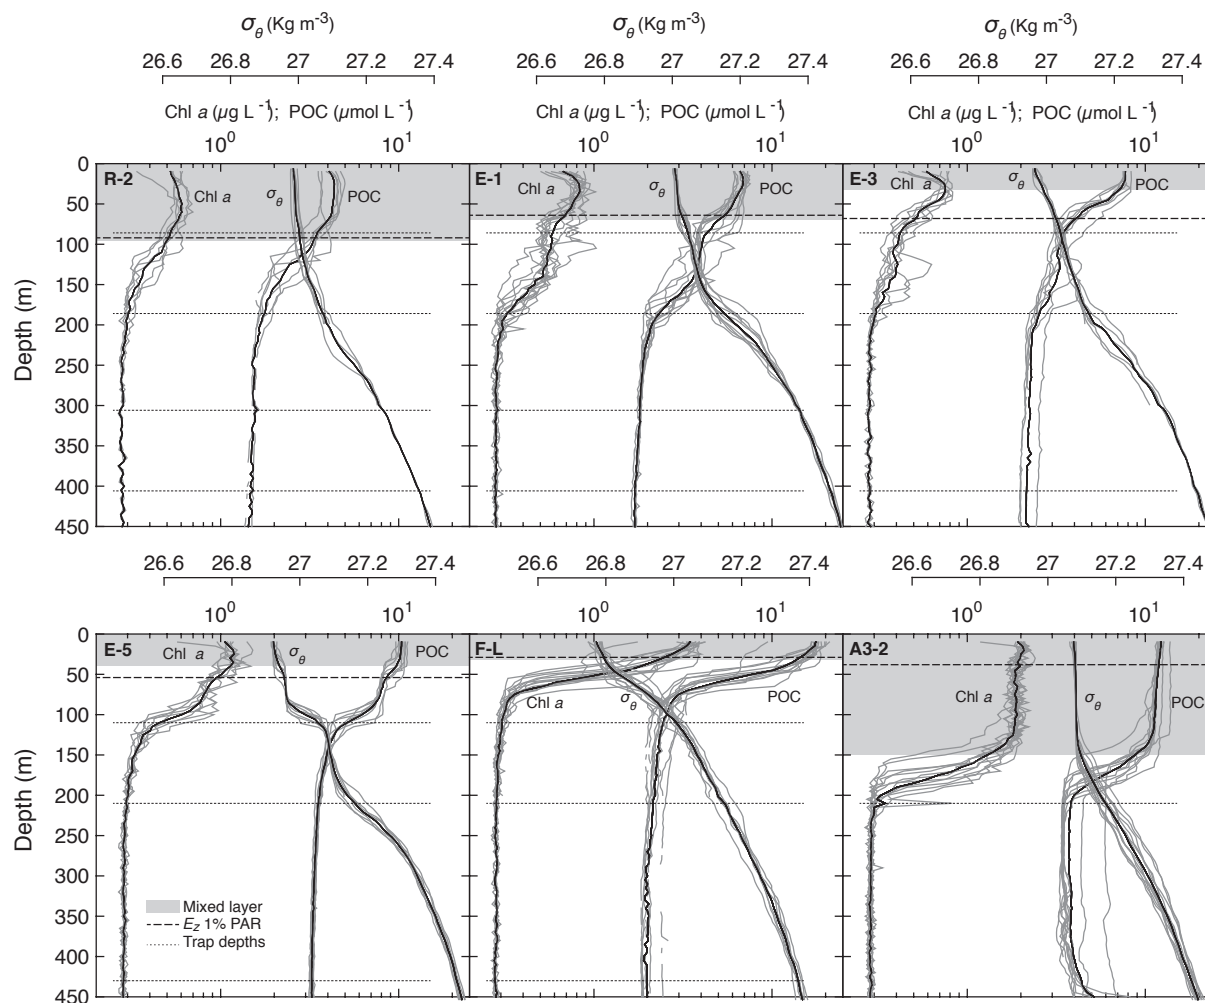 σθ (Kg m-3) σθ (Kg m-3) σθ (Kg m-3)
26.6 26.8 27 27.2 27.4 26.6 26.8 27 27.2 27.4 26.6 26.8 27 27.2 27.4
Chl a (µg L-1); POC (µmol L-1) Chl a (µg L-1); POC (µmol L-1) Chl a (µg L-1); POC (µmol L-1)
10^0 10^1 10^0 10^1 10^0 10^1
R-2 Chl a σθ POC
E-1 Chl a σθ POC
E-3 Chl a σθ POC
Depth (m)
0
50
100
150
200
250
300
350
400
450
26.6 26.8 27 27.2 27.4 26.6 26.8 27 27.2 27.4 26.6 26.8 27 27.2 27.4
10^0 10^1 10^0 10^1 10^0 10^1
E-5 Chl a σθ POC
F-L Chl a σθ POC
A3-2 Chl a σθ POC
Depth (m)
0
50
100
150
200
250
300
350
400
450
Mixed layer
Ez 1% PAR
Trap depths